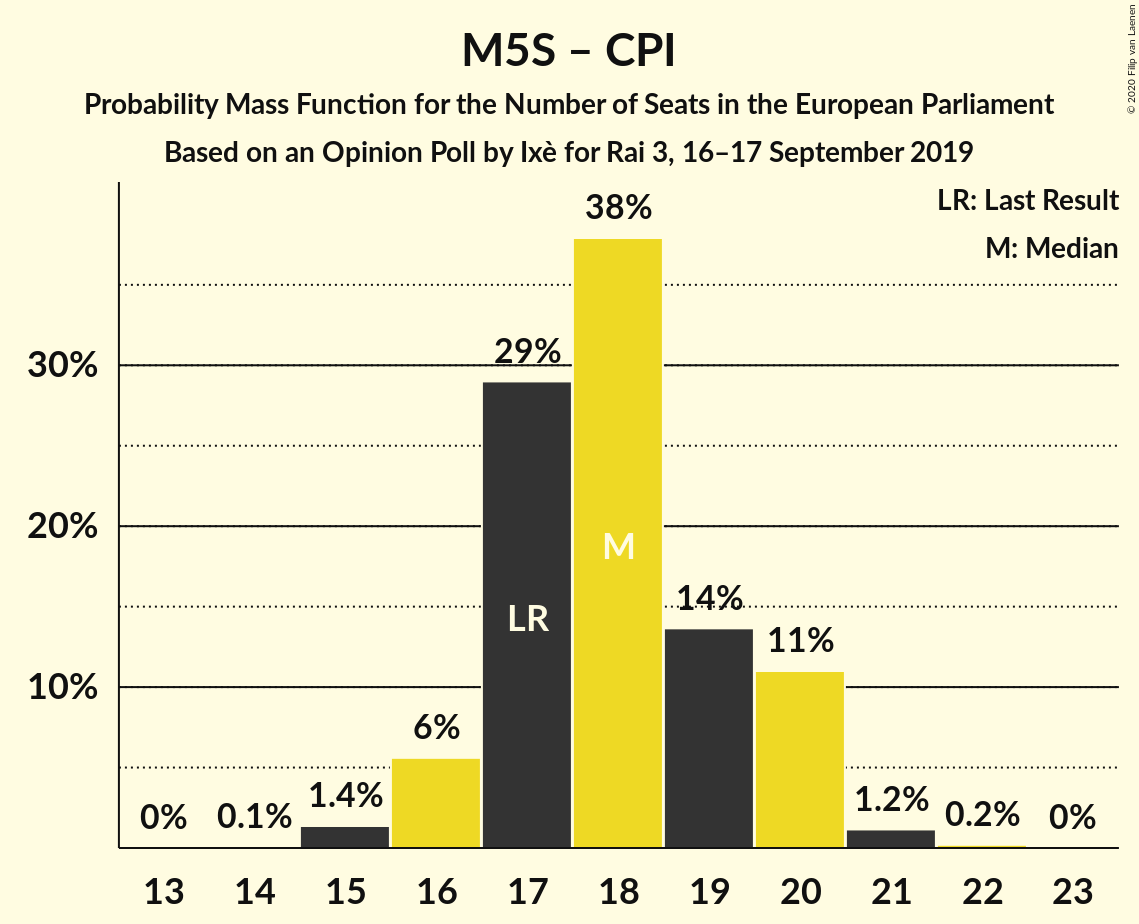 M5S – CPI
Probability Mass Function for the Number of Seats in the European Parliament
Based on an Opinion Poll by Ixè for Rai 3, 16–17 September 2019
© 2020 Filip van Laenen
LR: Last Result
M: Median
38%
29%
30%
20%
M
14%
LR
11%
10%
6%
1.4%
1.2%
0%
0.1%
0.2%
0%
13 14 15 16 17 18 19 20 21 22 23